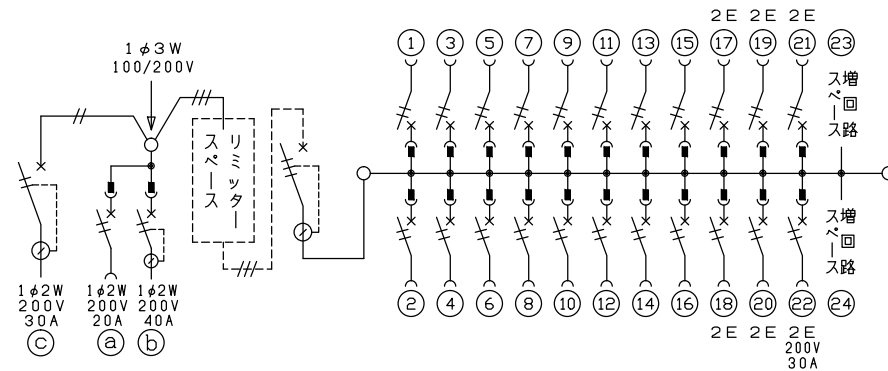 2E 2E 2E
1 3 5 7 9 11 13 15 17 19 21 23
1φ3W
100/200V
リミッター
スペース
増回路
スペース
増回路
スペース
1φ2W
200V
30A
c
1φ2W
200V
20A
a
1φ2W
200V
40A
b
2 4 6 8 10 12 14 16 18 20 22 24
2E 2E 2E
200V
30A